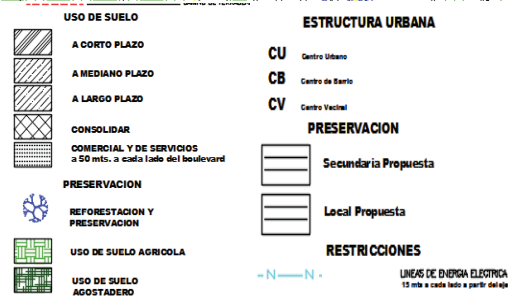 USO DE SUELO
A CORTO PLAZO
A MEDIANO PLAZO
A LARGO PLAZO
CONSOLIDAR
COMERCIAL Y DE SERVICIOS
a 50 mts. a cada lado del boulevard
PRESERVACION
REFORESTACION Y
PRESERVACION
USO DE SUELO AGRICOLA
USO DE SUELO
AGOSTADERO
ESTRUCTURA URBANA
CU Centro Urbano
CB Centro de Barrio
CV Centro Vecinal
PRESERVACION
Secundaria Propuesta
Local Propuesta
RESTRICCIONES
N N LINEAS DE ENERGIA ELECTRICA
15 mts a cada lado a partir del eje